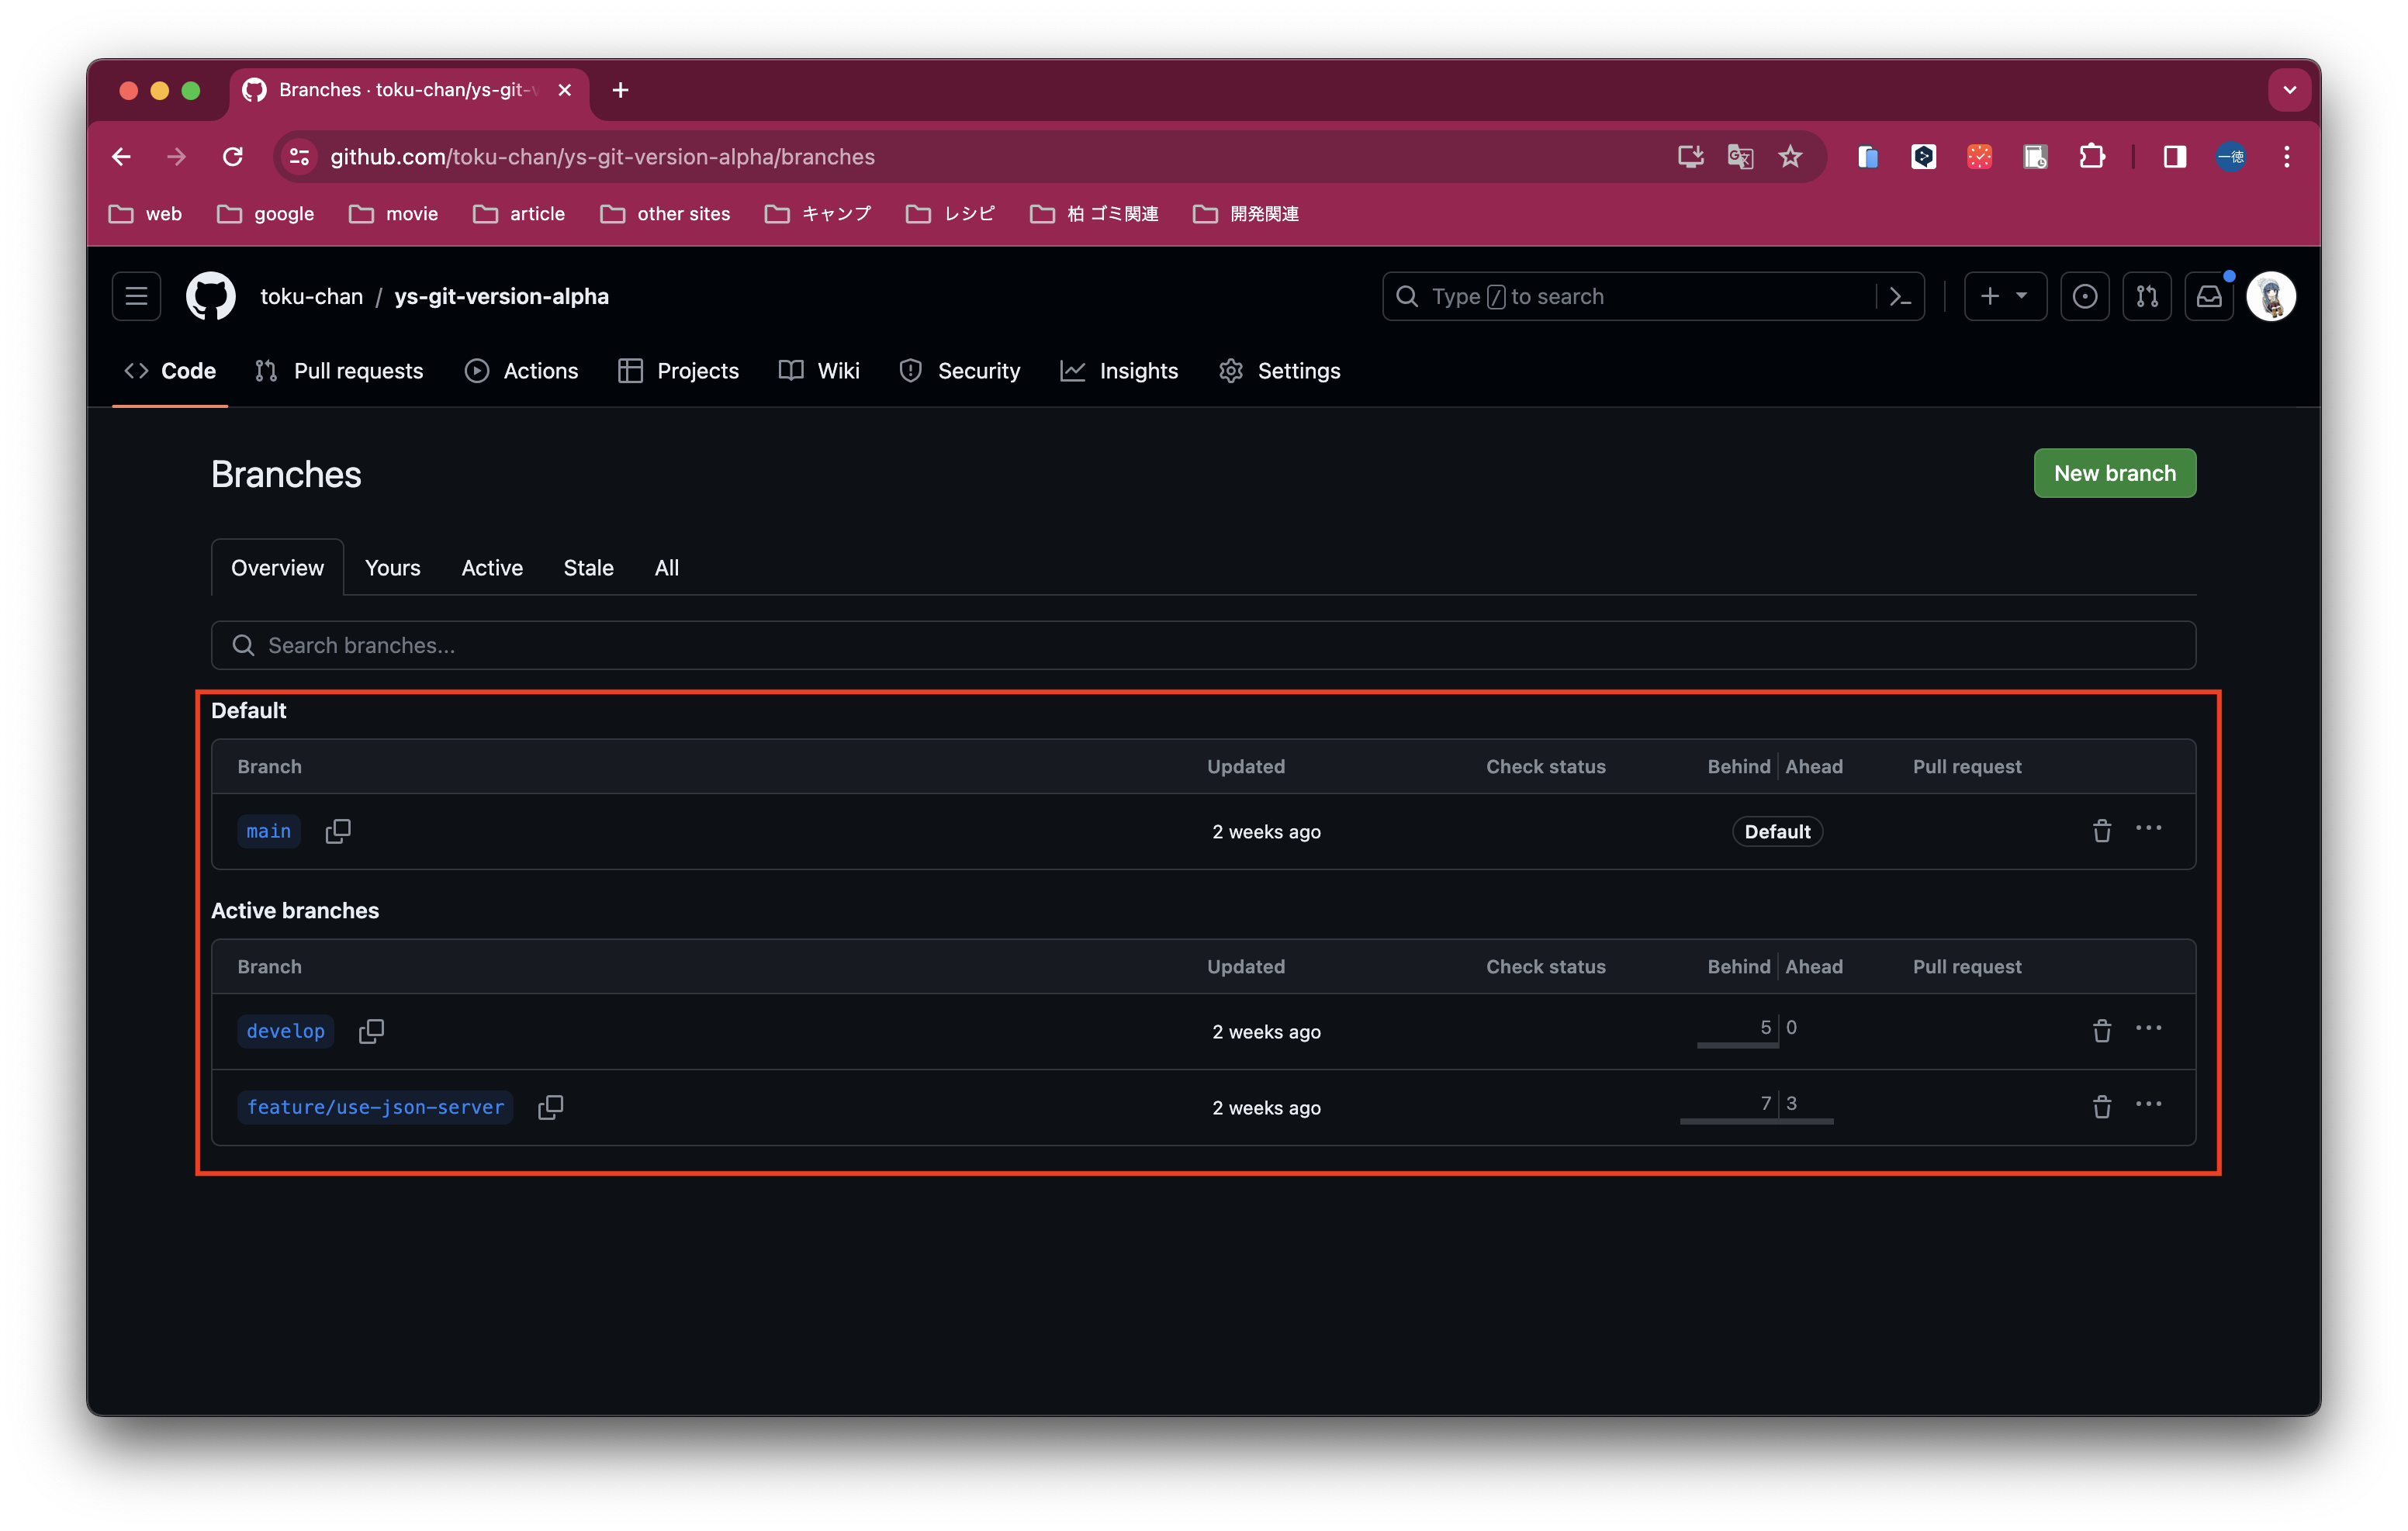 Branches · toku-chan/ys-git-v
github.com/toku-chan/ys-git-version-alpha/branches
一徳
web google movie article other sites キャンプ レシピ 柏 ゴミ関連 開発関連
toku-chan / ys-git-version-alpha
Type / to search
Code Pull requests Actions Projects Wiki Security Insights Settings
Branches
New branch
Overview Yours Active Stale All
Search branches...
Default
Branch Updated Check status Behind Ahead Pull request
main 2 weeks ago Default
Active branches
Branch Updated Check status Behind Ahead Pull request
develop 2 weeks ago 5 0
feature/use-json-server 2 weeks ago 7 3